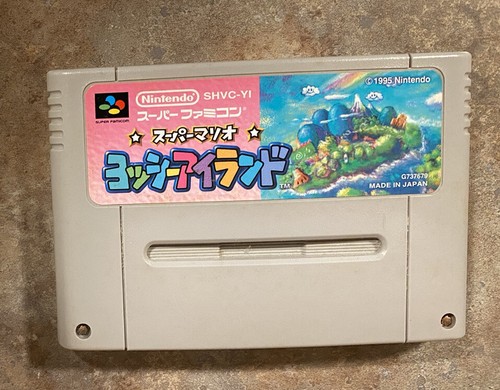 Nintendo SHVC-YI
スーパーファミコン
SUPER FAMICOM
スーパーマリオ
ヨッシーアイランド
TM
©1995 Nintendo
G737679
MADE IN JAPAN